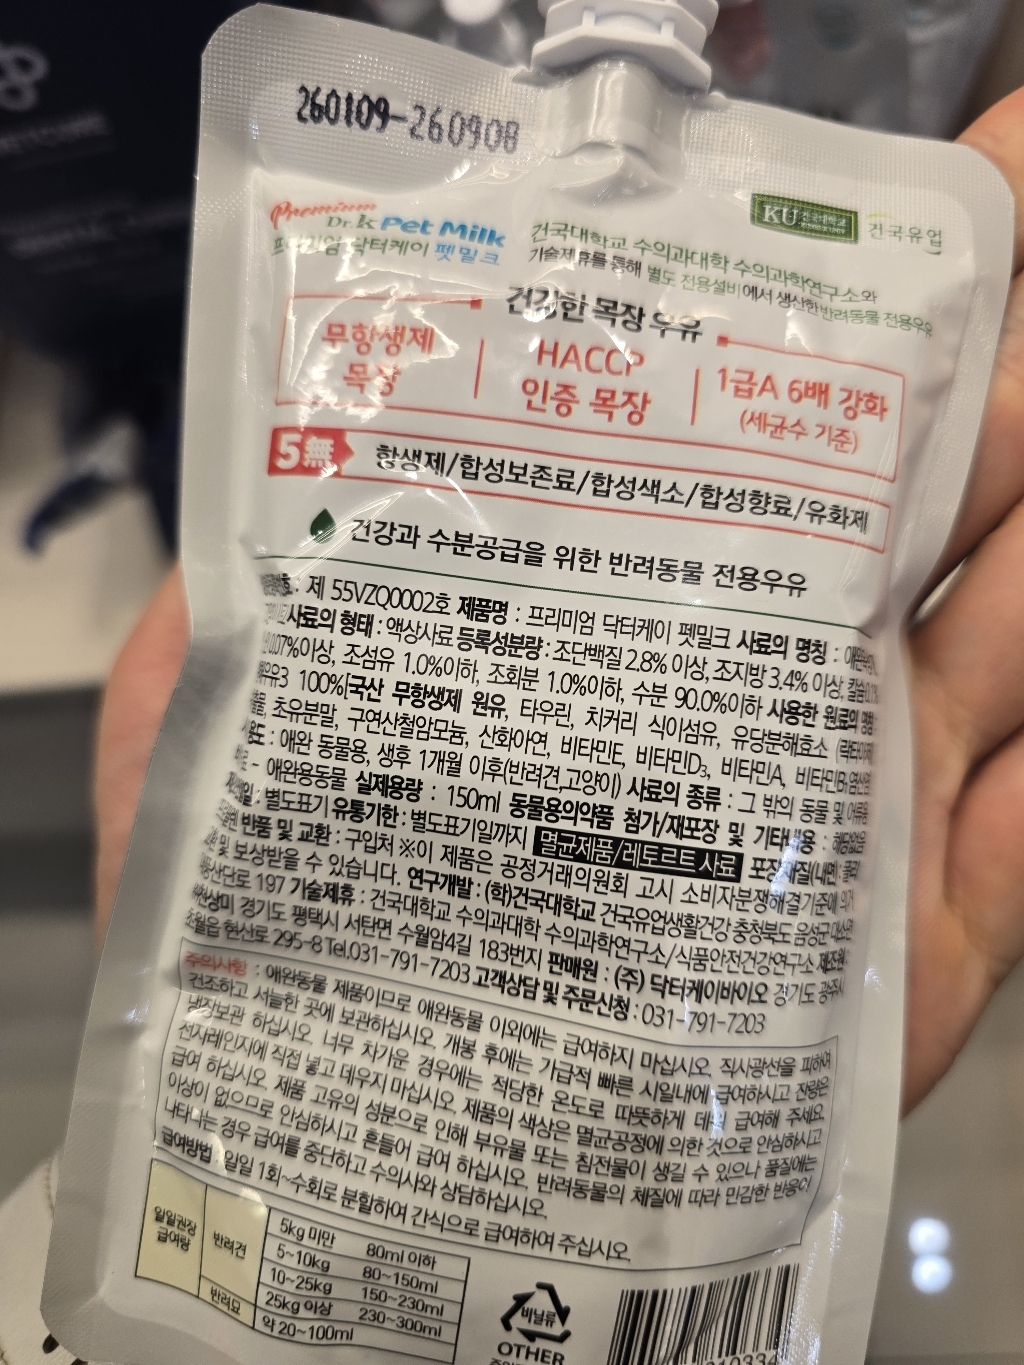 260109-260908
Premium
Dr.k Pet Milk
프리미엄 닥터케이 펫밀크
KU 건국대학교
건국유업
건국대학교 수의과대학 수의과학연구소와
기술제휴를 통해 별도 전용설비에서 생산한 반려동물 전용우유
건강한 목장 우유
무항생제
목장
HACCP
인증 목장
1급A 6배 강화
(세균수 기준)
5無 항생제/합성보존료/합성색소/합성향료/유화제
건강과 수분공급을 위한 반려동물 전용우유
제 55VZQ0002호 제품명 : 프리미엄 닥터케이 펫밀크 사료의 명칭 :
사료의 형태 : 액상사료 등록성분량 : 조단백질 2.8% 이상, 조지방 3.4% 이상, 칼슘
0.07%이상, 조섬유 1.0%이하, 조회분 1.0%이하, 수분 90.0%이하 사용한 원료의 명칭
100%[국산 무항생제 원유, 타우린, 치커리 식이섬유, 유당분해효소
초유분말, 구연산철암모늄, 산화아연, 비타민E, 비타민D₃, 비타민A,
용도 : 애완 동물용, 생후 1개월 이후(반려견,고양이) 사료의 종류 : 그 밖의 동물 및 어류용
- 애완용동물 실제용량 : 150ml 동물용의약품 첨가/재포장 및 기타내용 : 해당없음
별도표기 유통기한 : 별도표기일까지 멸균제품/레토르트 사료 포장재질(내면)
반품 및 교환 : 구입처 ※이 제품은 공정거래위원회 고시 소비자분쟁해결기준에
보상받을 수 있습니다. 연구개발 : (학)건국대학교 건국유업생활건강 충청북도 음성군 대소면
197 기술제휴 : 건국대학교 수의과대학 수의과학연구소/식품안전건강연구소 제조원 :
경기도 평택시 서탄면 수월암4길 183번지 판매원 : (주) 닥터케이바이오 경기도 광주시
초월읍 현산로 295-8 Tel.031-791-7203 고객상담 및 주문신청 : 031-791-7203
주의사항 : 애완동물 제품이므로 애완동물 이외에는 급여하지 마십시오. 직사광선을 피하여
건조하고 서늘한 곳에 보관하십시오. 개봉 후에는 가급적 빠른 시일내에 급여하시고 잔량은
냉장보관 하십시오. 너무 차가운 경우에는 적당한 온도로 따뜻하게 데워 급여해 주세요.
전자레인지에 직접 넣고 데우지 마십시오. 제품의 색상은 멸균공정에 의한 것으로 안심하시고
급여 하십시오. 제품 고유의 성분으로 인해 부유물 또는 침전물이 생길 수 있으나 품질에는
이상이 없으므로 안심하시고 흔들어 급여 하십시오. 반려동물의 체질에 따라 민감한 반응이
나타나는 경우 급여를 중단하고 수의사와 상담하십시오.
급여방법 : 일일 1회~수회로 분할하여 간식으로 급여하여 주십시오.
일일권장
급여량
반려견
5kg 미만 80ml 이하
5~10kg 80~150ml
10~25kg 150~230ml
25kg 이상 230~300ml
반려묘 약 20~100ml
비닐류
OTHER